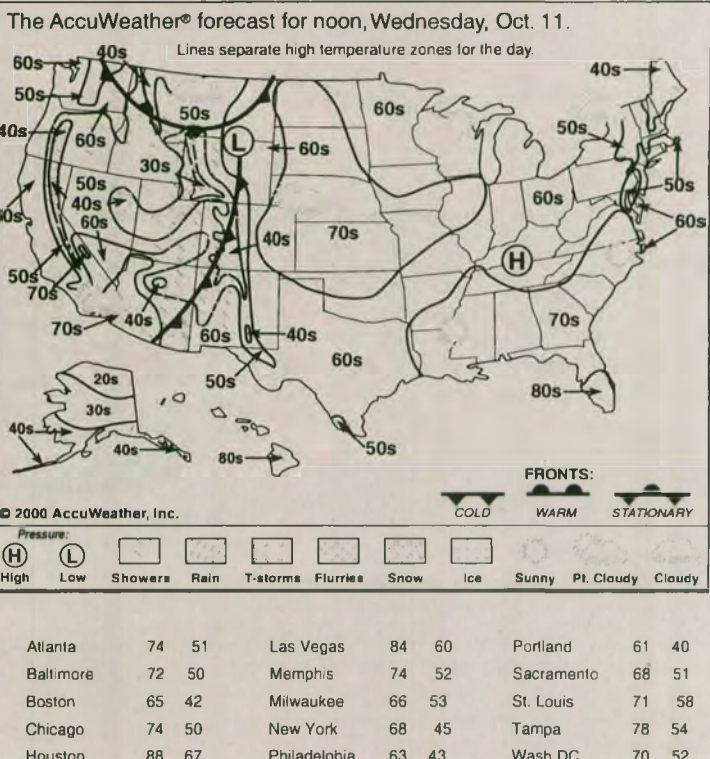 The AccuWeather® forecast for noon, Wednesday, Oct. 11.
Lines separate high temperature zones for the day.
60s 40s 40s
50s 50s 60s 50s
40s 60s 60s
30s
50s 40s 60s 50s
60s 60s 40s 70s 60s
50s 70s H
70s 40s 60s 40s 70s
50s 60s
20s 80s
30s
40s 40s 80s 50s
L
FRONTS:
© 2000 AccuWeather, Inc. COLD WARM STATIONARY
Pressure:
H L
High Low Showers Rain T-storms Flurries Snow Ice Sunny Pt. Cloudy Cloudy
Atlanta 74 51 Las Vegas 84 60 Portland 61 40
Baltimore 72 50 Memphis 74 52 Sacramento 68 51
Boston 65 42 Milwaukee 66 53 St. Louis 71 58
Chicago 74 50 New York 68 45 Tampa 78 54
Houston 88 67 Philadelphia 63 43 Wash DC 70 52